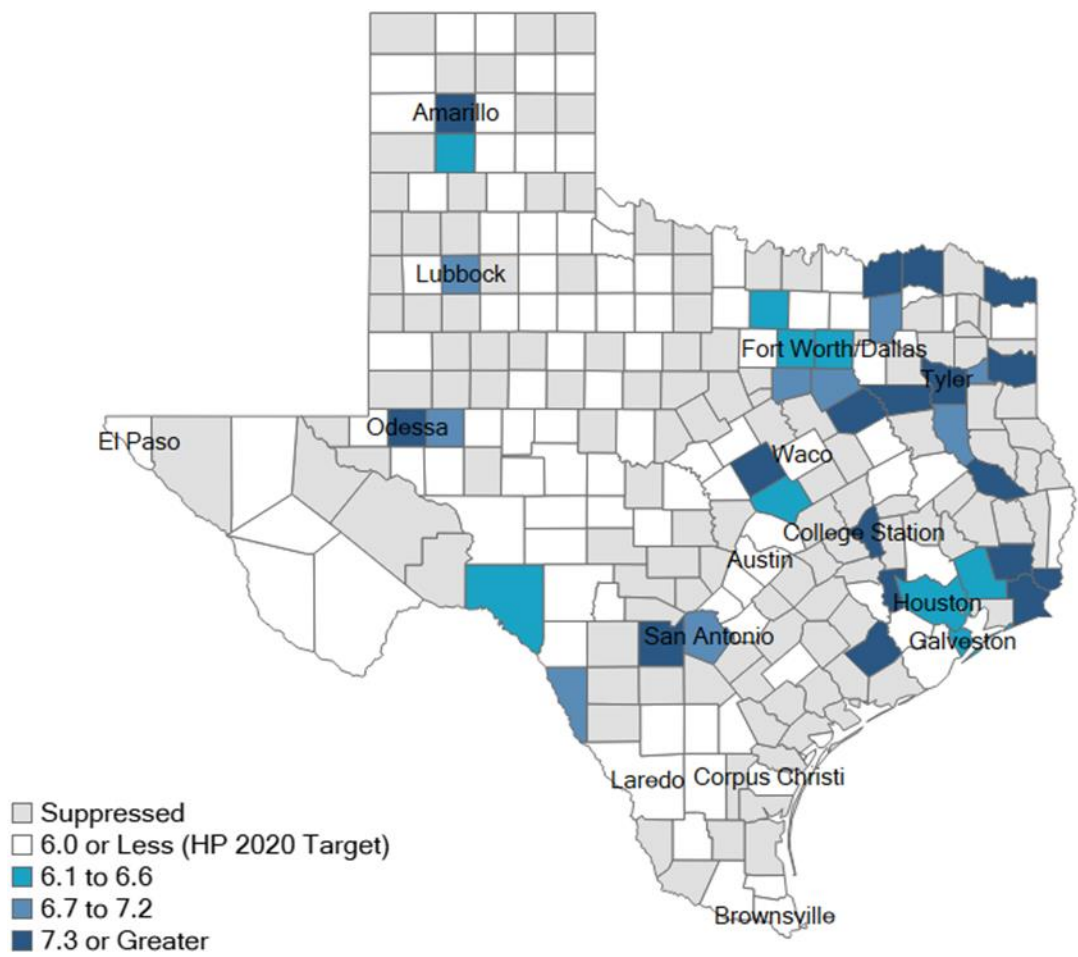 Amarillo
Lubbock
Fort Worth/Dallas
Tyler
Odessa
El Paso
Waco
College Station
Austin
Houston
San Antonio
Galveston
Laredo
Corpus Christi
Brownsville
Suppressed
6.0 or Less (HP 2020 Target)
6.1 to 6.6
6.7 to 7.2
7.3 or Greater